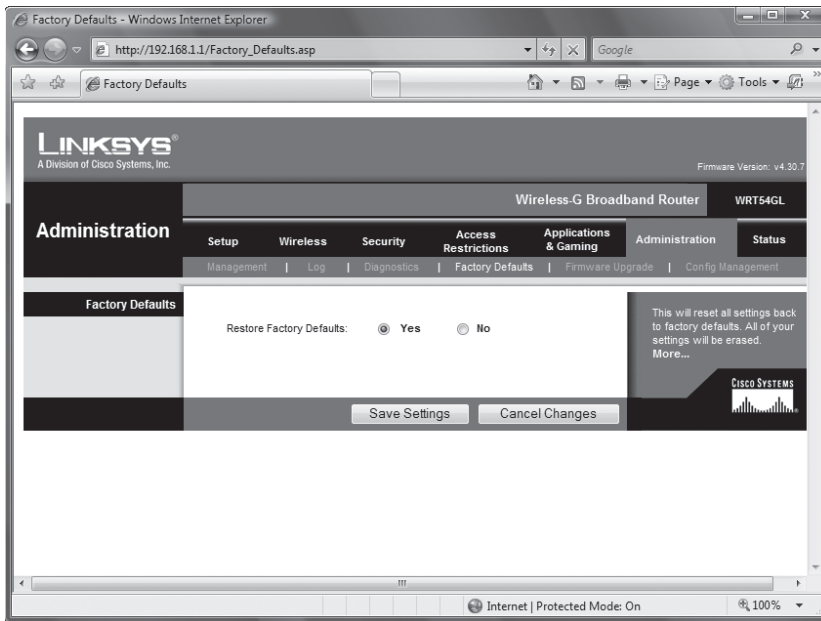 Factory Defaults - Windows Internet Explorer
http://192.168.1.1/Factory_Defaults.asp
Google
Factory Defaults
Page
Tools
LINKSYS®
A Division of Cisco Systems, Inc.
Firmware Version: v4.30.7
Wireless-G Broadband Router WRT54GL
Administration
Setup Wireless Security Access Restrictions Applications & Gaming Administration Status
Management | Log | Diagnostics | Factory Defaults | Firmware Upgrade | Config Management
Factory Defaults
Restore Factory Defaults: Yes No
This will reset all settings back
to factory defaults. All of your
settings will be erased.
More...
CISCO SYSTEMS
Save Settings Cancel Changes
Internet | Protected Mode: On 100%